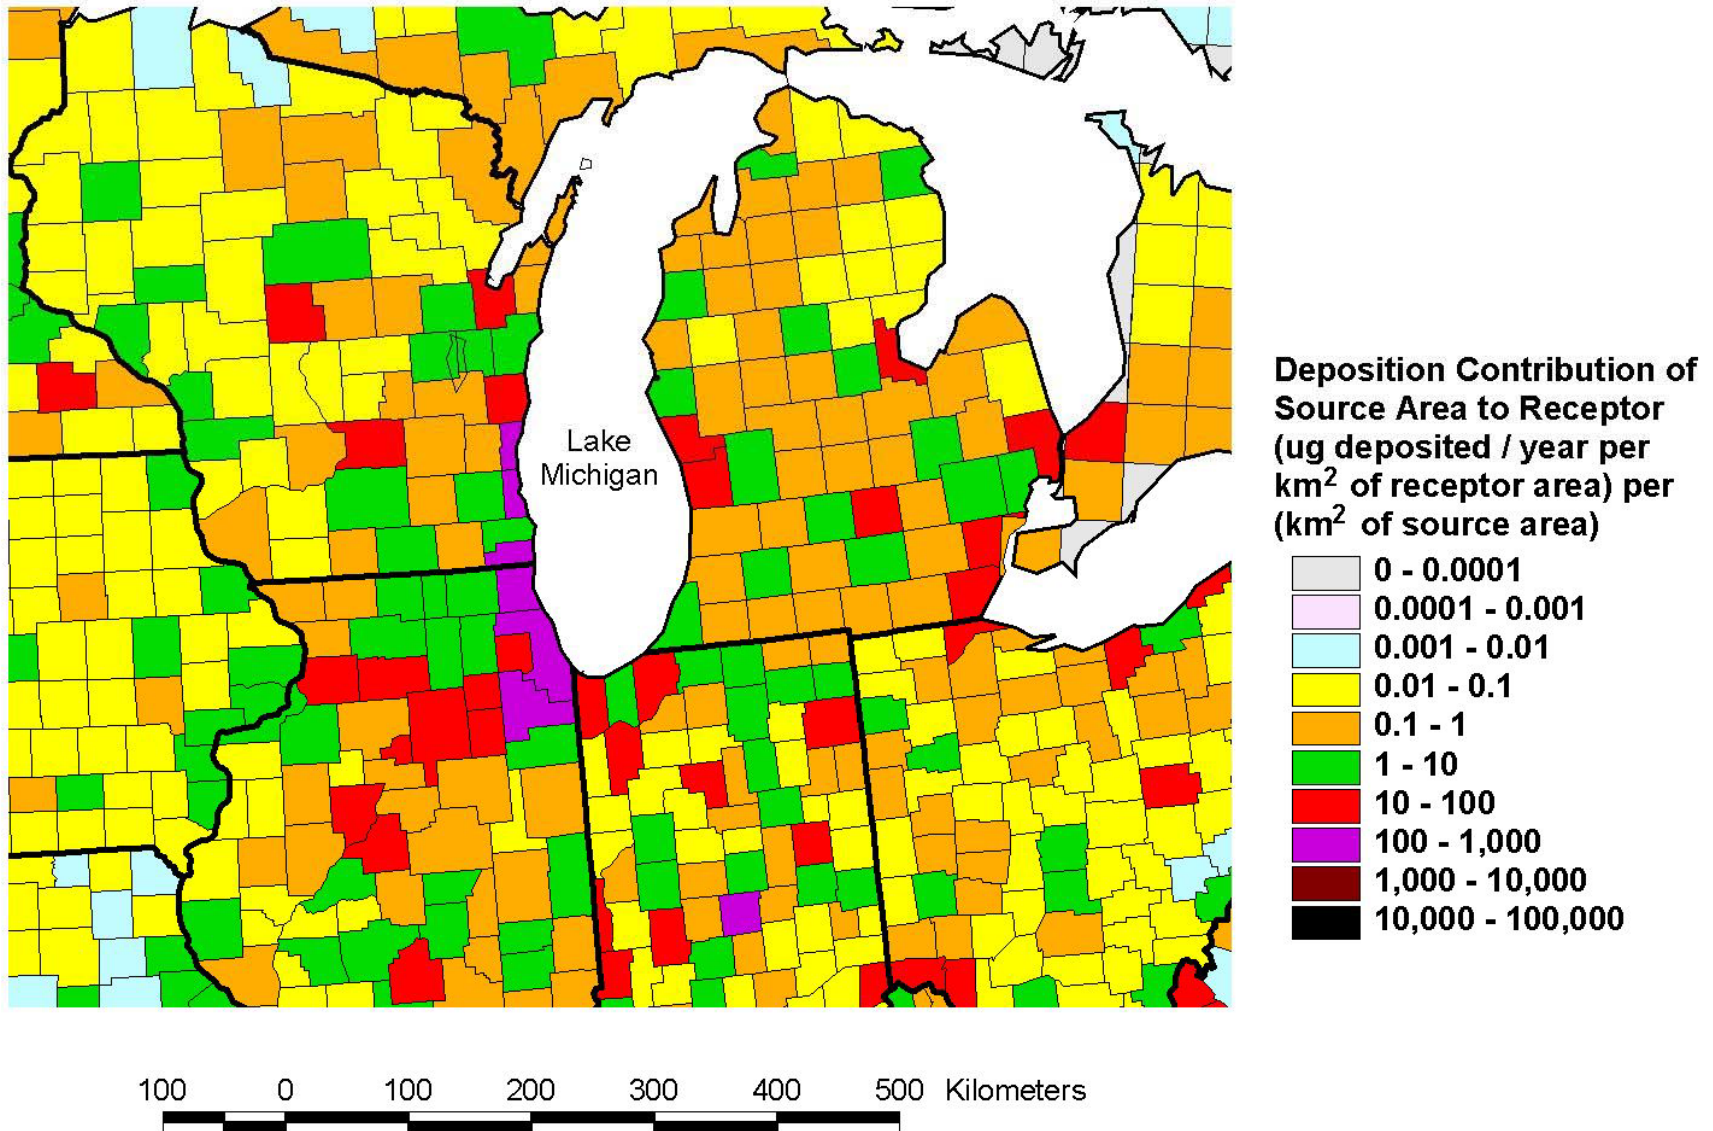 Lake
Michigan
Deposition Contribution of
Source Area to Receptor
(ug deposited / year per
km² of receptor area) per
(km² of source area)
0 - 0.0001
0.0001 - 0.001
0.001 - 0.01
0.01 - 0.1
0.1 - 1
1 - 10
10 - 100
100 - 1,000
1,000 - 10,000
10,000 - 100,000
100 0 100 200 300 400 500 Kilometers